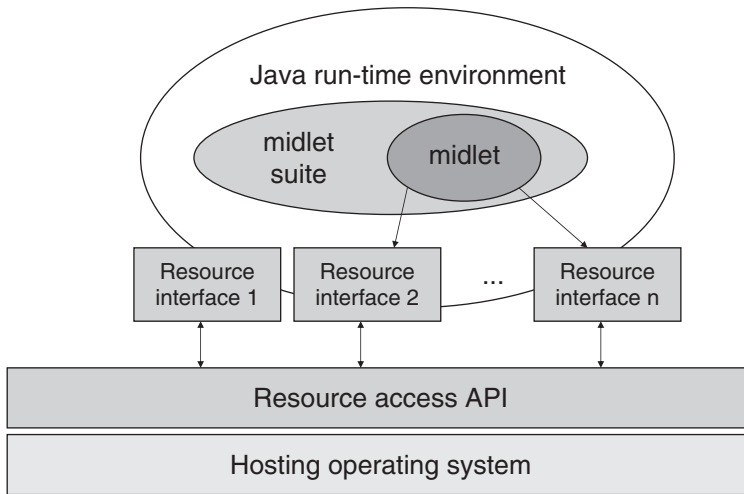 Java run-time environment
midlet
suite
midlet
Resource
interface 1
Resource
interface 2
...
Resource
interface n
Resource access API
Hosting operating system